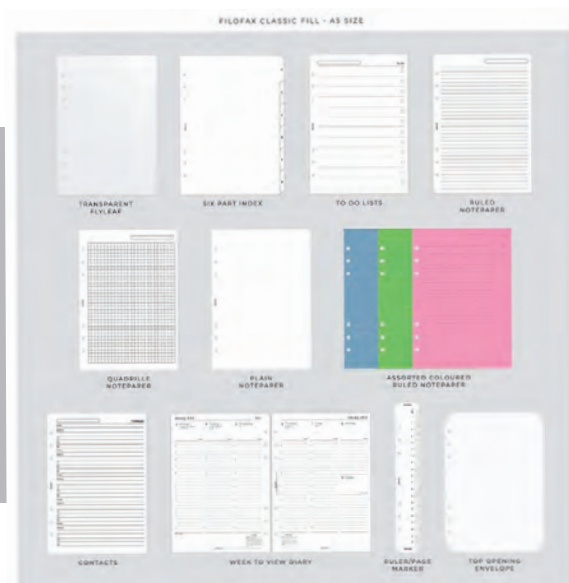 FILOFAX CLASSIC FILL - A5 SIZE
TRANSPARENT
FLYLEAF
SIX PART INDEX
TO DO LISTS
RULED
NOTEPAPER
QUADRILLE
NOTEPAPER
PLAIN
NOTEPAPER
ASSORTED COLOURED
RULED NOTEPAPER
CONTACTS
WEEK TO VIEW DIARY
RULER/PAGE
MARKER
TOP OPENING
ENVELOPE